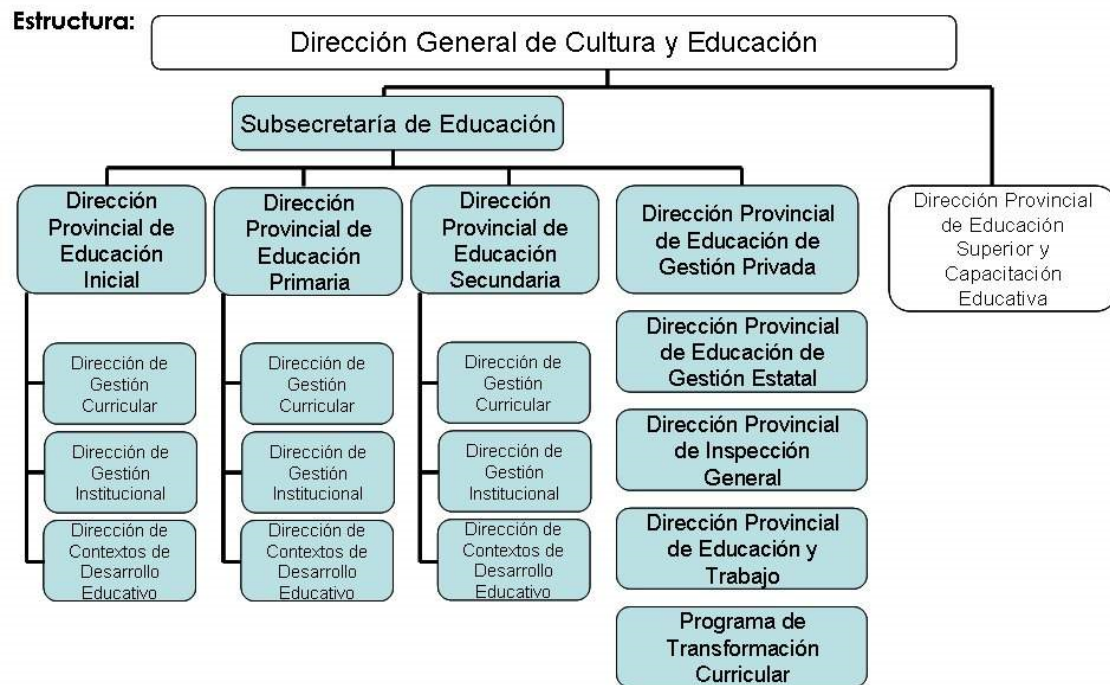 Estructura:
Dirección General de Cultura y Educación
Subsecretaría de Educación
Dirección
Provincial de
Educación
Inicial
Dirección
Provincial de
Educación
Primaria
Dirección
Provincial de
Educación
Secundaria
Dirección Provincial
de Educación de
Gestión Privada
Dirección Provincial
de Educación
Superior y
Capacitación
Educativa
Dirección de
Gestión
Curricular
Dirección de
Gestión
Institucional
Dirección de
Contextos de
Desarrollo
Educativo
Dirección de
Gestión
Curricular
Dirección de
Gestión
Institucional
Dirección de
Contextos de
Desarrollo
Educativo
Dirección de
Gestión
Curricular
Dirección de
Gestión
Institucional
Dirección de
Contextos de
Desarrollo
Educativo
Dirección Provincial
de Educación de
Gestión Estatal
Dirección Provincial
de Inspección
General
Dirección Provincial
de Educación y
Trabajo
Programa de
Transformación
Curricular